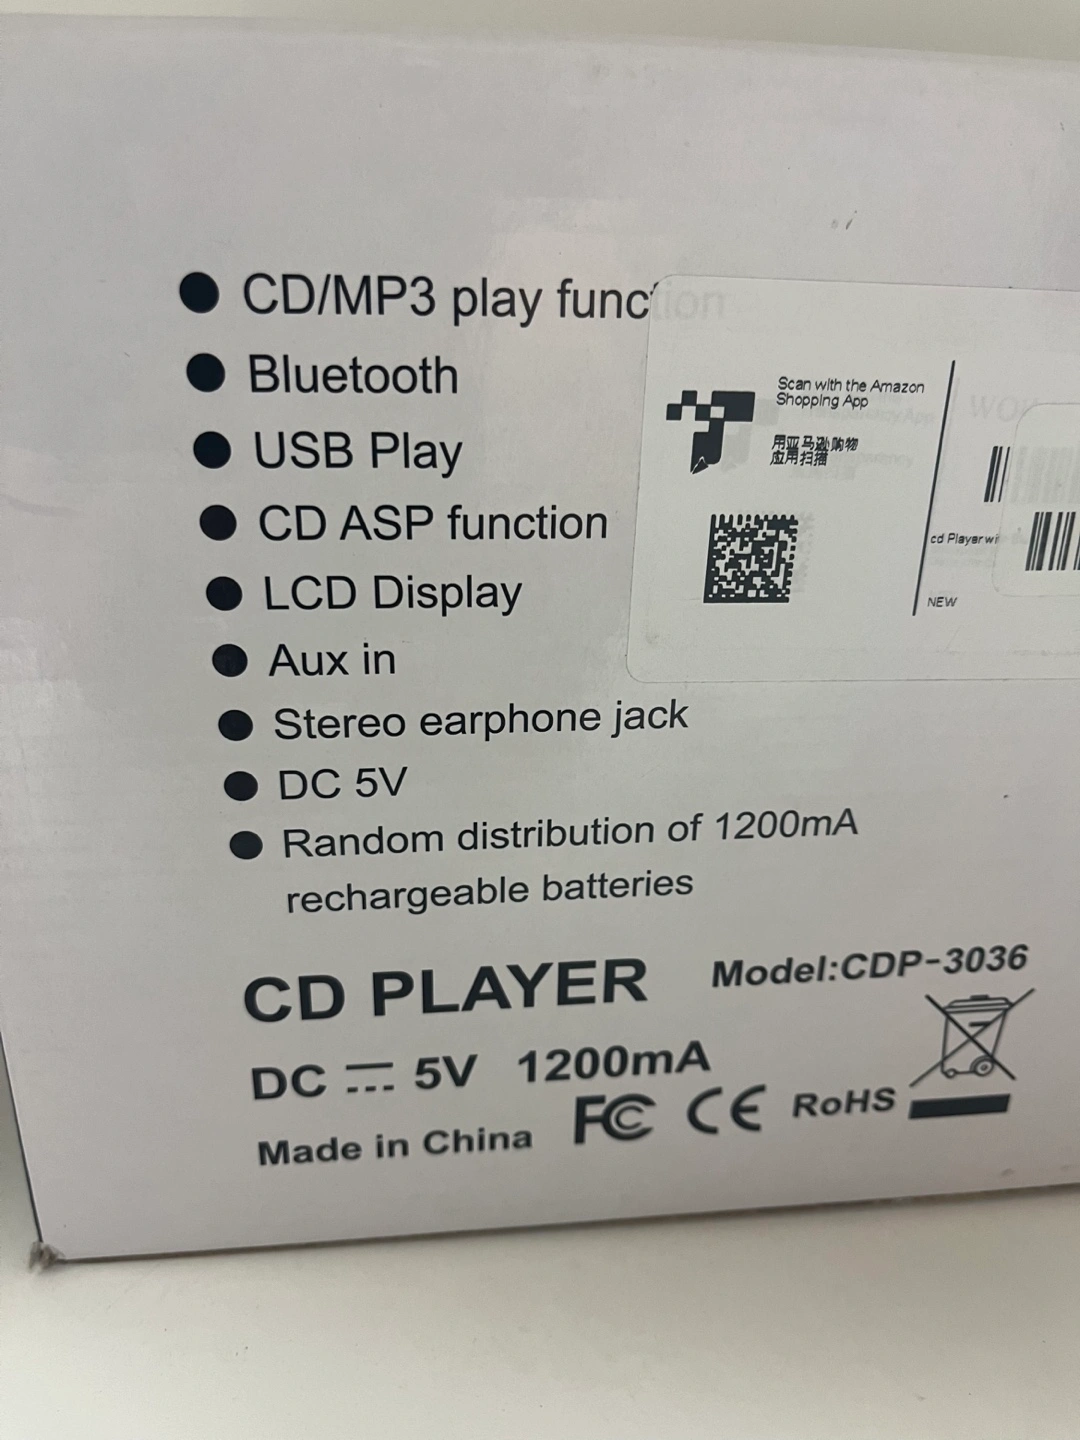 CD/MP3 play function
Bluetooth
USB Play
CD ASP function
LCD Display
Aux in
Stereo earphone jack
DC 5V
Random distribution of 1200mA
rechargeable batteries
Scan with the Amazon
Shopping App
用亚马逊购物
应用扫描
cd Player
NEW
CD PLAYER
Model:CDP-3036
DC 5V 1200mA
Made in China
FC CE RoHS